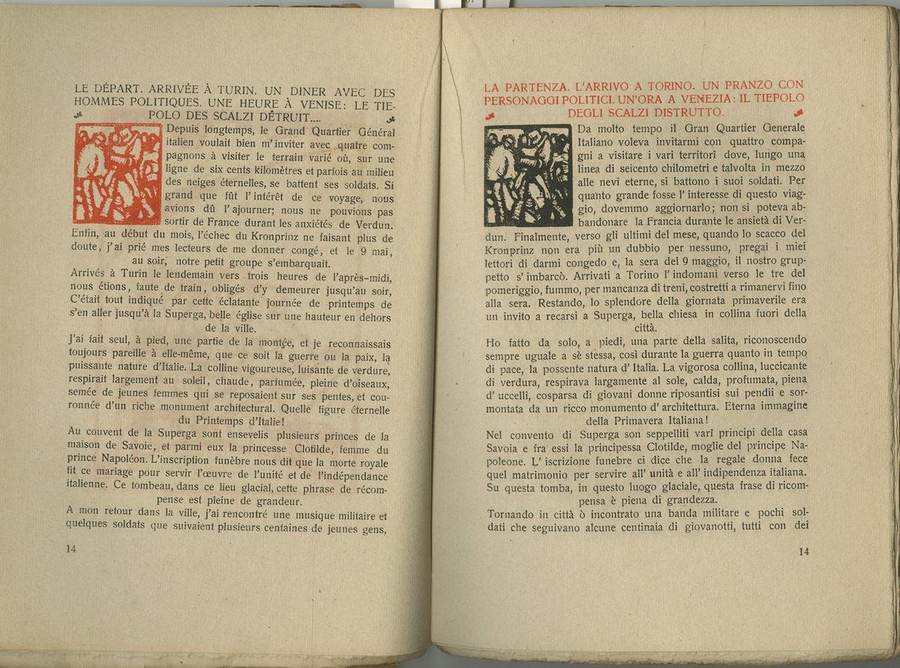 LE DÉPART. ARRIVÉE À TURIN. UN DINER AVEC DES
HOMMES POLITIQUES. UNE HEURE À VENISE: LE TIE-
POLO DES SCALZI DÉTRUIT....
Depuis longtemps, le Grand Quartier Général
italien voulait bien m'inviter avec quatre com-
pagnons à visiter le terrain varié où, sur une
ligne de six cents kilomètres et parfois au milieu
des neiges éternelles, se battent ses soldats. Si
grand que fût l'intérêt de ce voyage, nous
avions dû l'ajourner; nous ne pouvions pas
sortir de France durant les anxiétés de Verdun.
Enfin, au début du mois, l'échec du Kronprinz ne faisant plus de
doute, j'ai prié mes lecteurs de me donner congé, et le 9 mai,
au soir, notre petit groupe s'embarquait.
Arrivés à Turin le lendemain vers trois heures de l'après-midi,
nous étions, faute de train, obligés d'y demeurer jusqu'au soir,
C'était tout indiqué par cette éclatante journée de printemps de
s'en aller jusqu'à la Superga, belle église sur une hauteur en dehors
de la ville.
J'ai fait seul, à pied, une partie de la montée, et je reconnaissais
toujours pareille à elle-même, que ce soit la guerre ou la paix, la
puissante nature d'Italie. La colline vigoureuse, luisante de verdure,
respirait largement au soleil, chaude, parfumée, pleine d'oiseaux,
semée de jeunes femmes qui se reposaient sur ses pentes, et cou-
ronnée d'un riche monument architectural. Quelle figure éternelle
du Printemps d'Italie!
Au couvent de la Superga sont ensevelis plusieurs princes de la
maison de Savoie, et parmi eux la princesse Clotilde, femme du
prince Napoléon. L'inscription funèbre nous dit que la morte royale
fit ce mariage pour servir l'œuvre de l'unité et de l'indépendance
italienne. Ce tombeau, dans ce lieu glacial, cette phrase de récom-
pense est pleine de grandeur.
A mon retour dans la ville, j'ai rencontré une musique militaire et
quelques soldats que suivaient plusieurs centaines de jeunes gens,
14
LA PARTENZA. L'ARRIVO A TORINO. UN PRANZO CON
PERSONAGGI POLITICI. UN'ORA A VENEZIA: IL TIEPOLO
DEGLI SCALZI DISTRUTTO.
Da molto tempo il Gran Quartier Generale
Italiano voleva invitarmi con quattro compa-
gni a visitare i vari territori dove, lungo una
linea di seicento chilometri e talvolta in mezzo
alle nevi eterne, si battono i suoi soldati. Per
quanto grande fosse l'interesse di questo viag-
gio, dovemmo aggiornarlo; non si poteva ab-
bandonare la Francia durante le ansietà di Ver-
dun. Finalmente, verso gli ultimi del mese, quando lo scacco del
Kronprinz non era più un dubbio per nessuno, pregai i miei
lettori di darmi congedo e, la sera del 9 maggio, il nostro grup-
petto s'imbarcò. Arrivati a Torino l'indomani verso le tre del
pomeriggio, fummo, per mancanza di treni, costretti a rimanervi fino
alla sera. Restando, lo splendore della giornata primaverile era
un invito a recarsi a Superga, bella chiesa in collina fuori della
città.
Ho fatto da solo, a piedi, una parte della salita, riconoscendo
sempre uguale a sè stessa, così durante la guerra quanto in tempo
di pace, la possente natura d'Italia. La vigorosa collina, luccicante
di verdura, respirava largamente al sole, calda, profumata, piena
d'uccelli, cosparsa di giovani donne riposantisi sui pendii e sor-
montata da un ricco monumento d'architettura. Eterna immagine
della Primavera Italiana!
Nel convento di Superga son seppelliti varî principi della casa
Savoia e fra essi la principessa Clotilde, moglie del principe Na-
poleone. L'iscrizione funebre ci dice che la regale donna fece
quel matrimonio per servire all'unità e all'indipendenza italiana.
Su questa tomba, in questo luogo glaciale, questa frase di ricom-
pensa è piena di grandezza.
Tornando in città ò incontrato una banda militare e pochi sol-
dati che seguivano alcune centinaia di giovanotti, tutti con dei
14